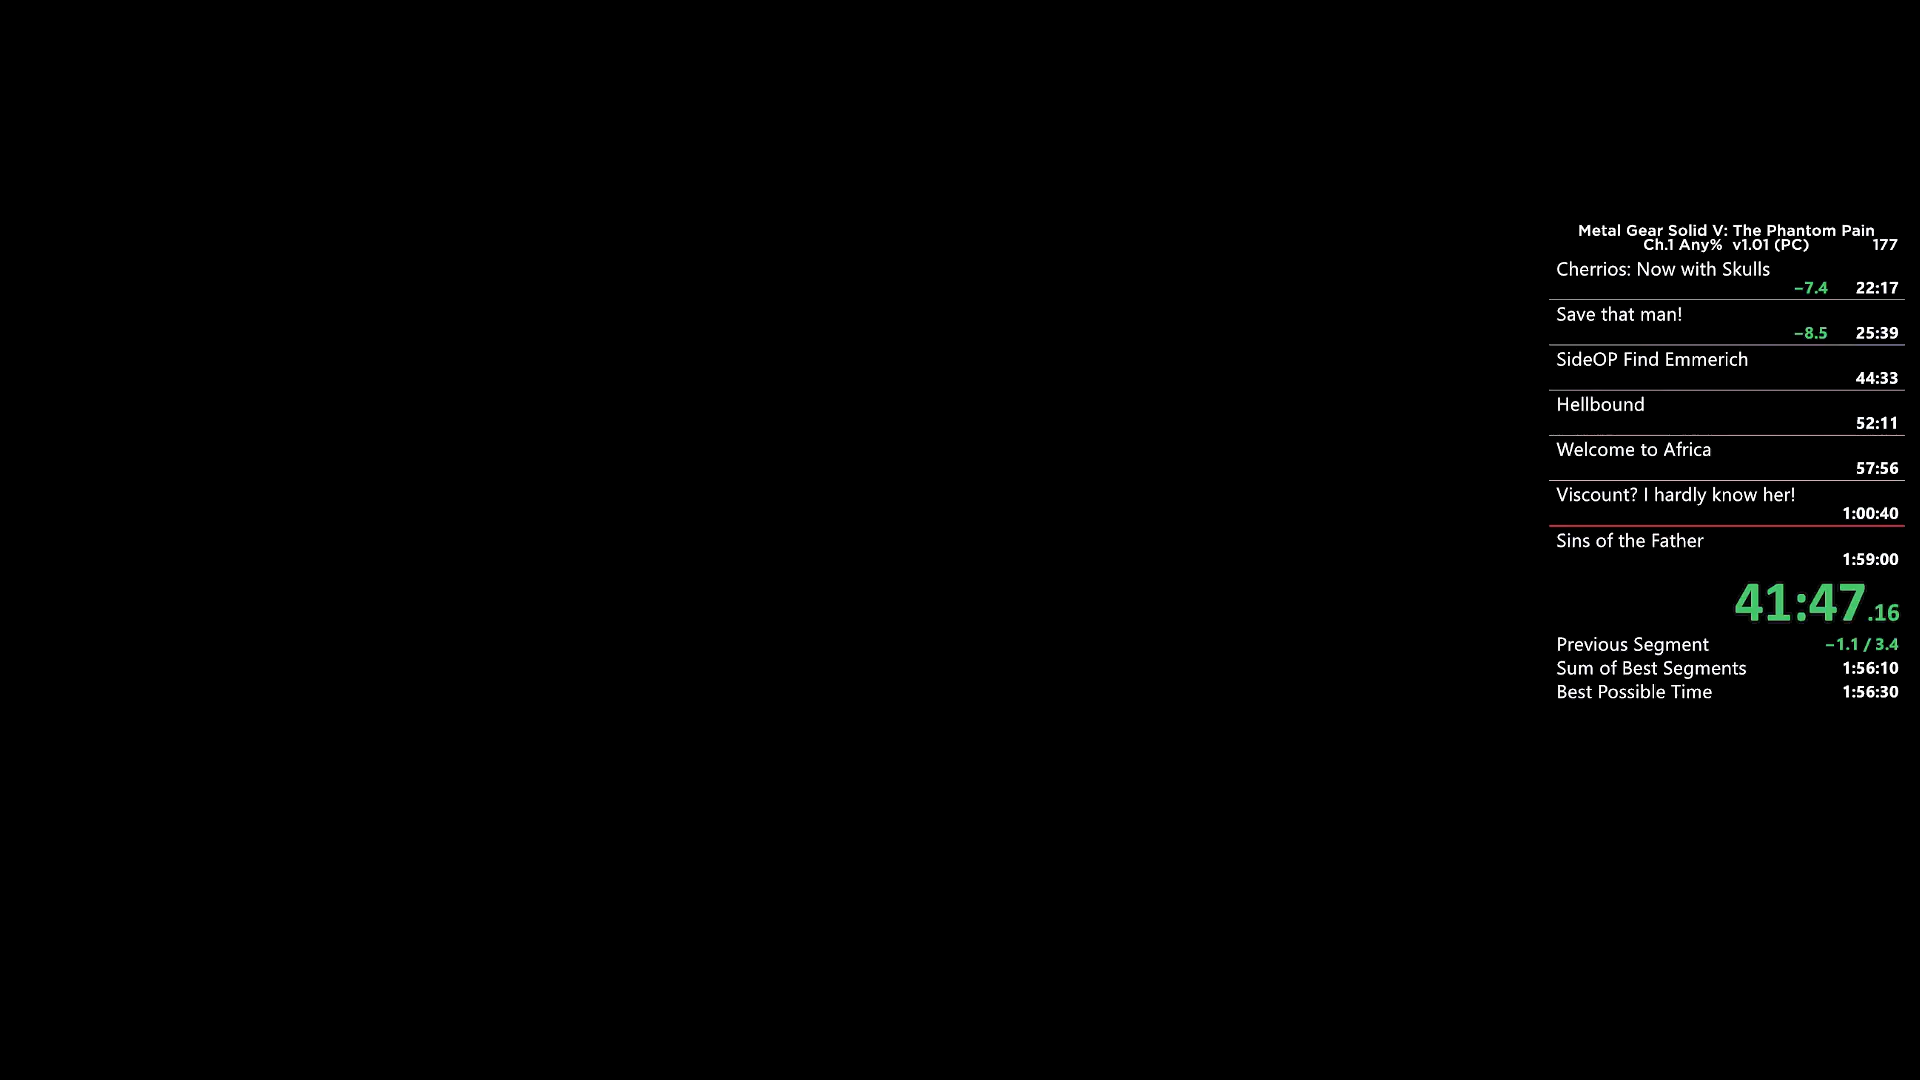 Metal Gear Solid V: The Phantom Pain
Ch.1 Any% v1.01 (PC) 177
Cherrios: Now with Skulls
−7.4 22:17
Save that man!
−8.5 25:39
SideOP Find Emmerich
44:33
Hellbound
52:11
Welcome to Africa
57:56
Viscount? I hardly know her!
1:00:40
Sins of the Father
1:59:00
41:47.16
Previous Segment −1.1 / 3.4
Sum of Best Segments 1:56:10
Best Possible Time 1:56:30